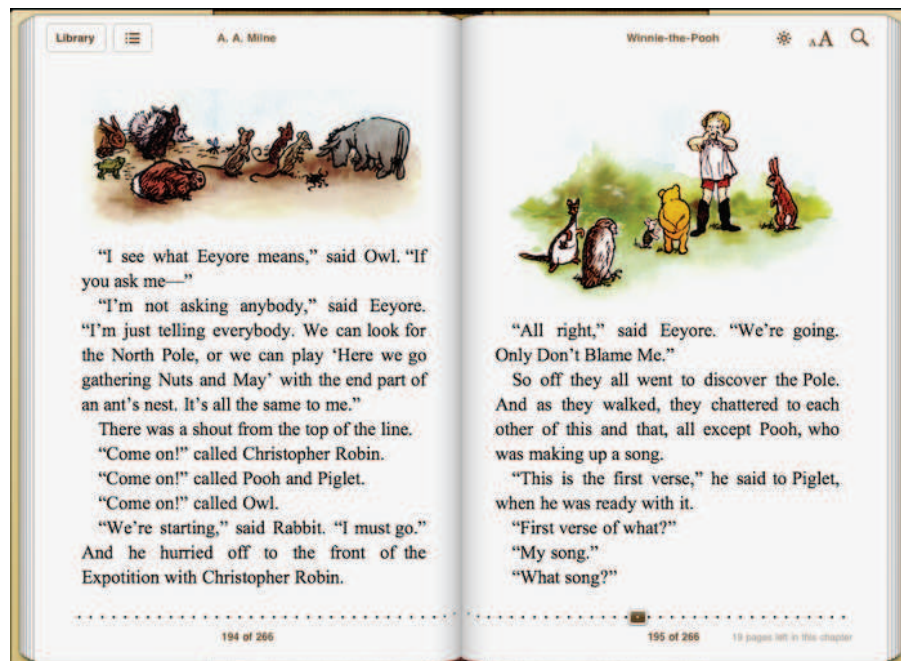 Library
A. A. Milne
Winnie-the-Pooh
AA
“I see what Eeyore means,” said Owl. “If
you ask me—”
“I’m not asking anybody,” said Eeyore.
“I’m just telling everybody. We can look for
the North Pole, or we can play ‘Here we go
gathering Nuts and May’ with the end part of
an ant’s nest. It’s all the same to me.”
There was a shout from the top of the line.
“Come on!” called Christopher Robin.
“Come on!” called Pooh and Piglet.
“Come on!” called Owl.
“We’re starting,” said Rabbit. “I must go.”
And he hurried off to the front of the
Expotition with Christopher Robin.
194 of 266
“All right,” said Eeyore. “We’re going.
Only Don’t Blame Me.”
So off they all went to discover the Pole.
And as they walked, they chattered to each
other of this and that, all except Pooh, who
was making up a song.
“This is the first verse,” he said to Piglet,
when he was ready with it.
“First verse of what?”
“My song.”
“What song?”
195 of 266
19 pages left in this chapter